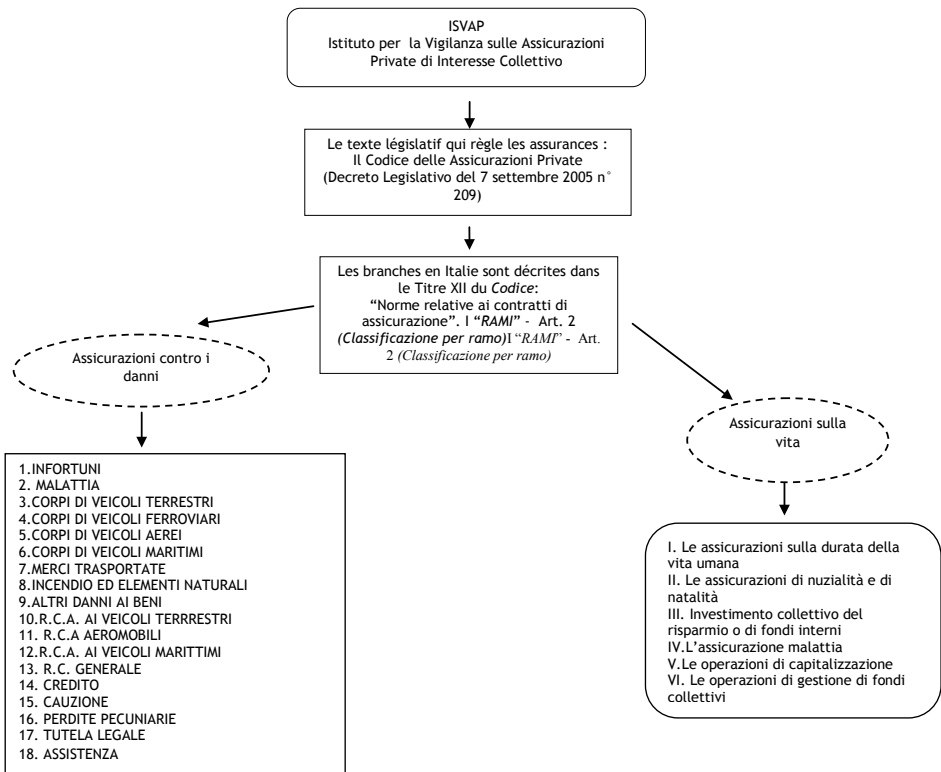 ISVAP
Istituto per la Vigilanza sulle Assicurazioni
Private di Interesse Collettivo
Le texte législatif qui règle les assurances :
Il Codice delle Assicurazioni Private
(Decreto Legislativo del 7 settembre 2005 n°
209)
Les branches en Italie sont décrites dans
le Titre XII du Codice:
“Norme relative ai contratti di
assicurazione”. I “RAMI” - Art. 2
(Classificazione per ramo)I “RAMI” - Art.
2 (Classificazione per ramo)
Assicurazioni contro i
danni
Assicurazioni sulla
vita
1.INFORTUNI
2. MALATTIA
3.CORPI DI VEICOLI TERRESTRI
4.CORPI DI VEICOLI FERROVIARI
5.CORPI DI VEICOLI AEREI
6.CORPI DI VEICOLI MARITIMI
7.MERCI TRASPORTATE
8.INCENDIO ED ELEMENTI NATURALI
9.ALTRI DANNI AI BENI
10.R.C.A. AI VEICOLI TERRRESTRI
11. R.C.A AEROMOBILI
12.R.C.A. AI VEICOLI MARITTIMI
13. R.C. GENERALE
14. CREDITO
15. CAUZIONE
16. PERDITE PECUNIARIE
17. TUTELA LEGALE
18. ASSISTENZA
I. Le assicurazioni sulla durata della
vita umana
II. Le assicurazioni di nuzialità e di
natalità
III. Investimento collettivo del
risparmio o di fondi interni
IV.L’assicurazione malattia
V.Le operazioni di capitalizzazione
VI. Le operazioni di gestione di fondi
collettivi